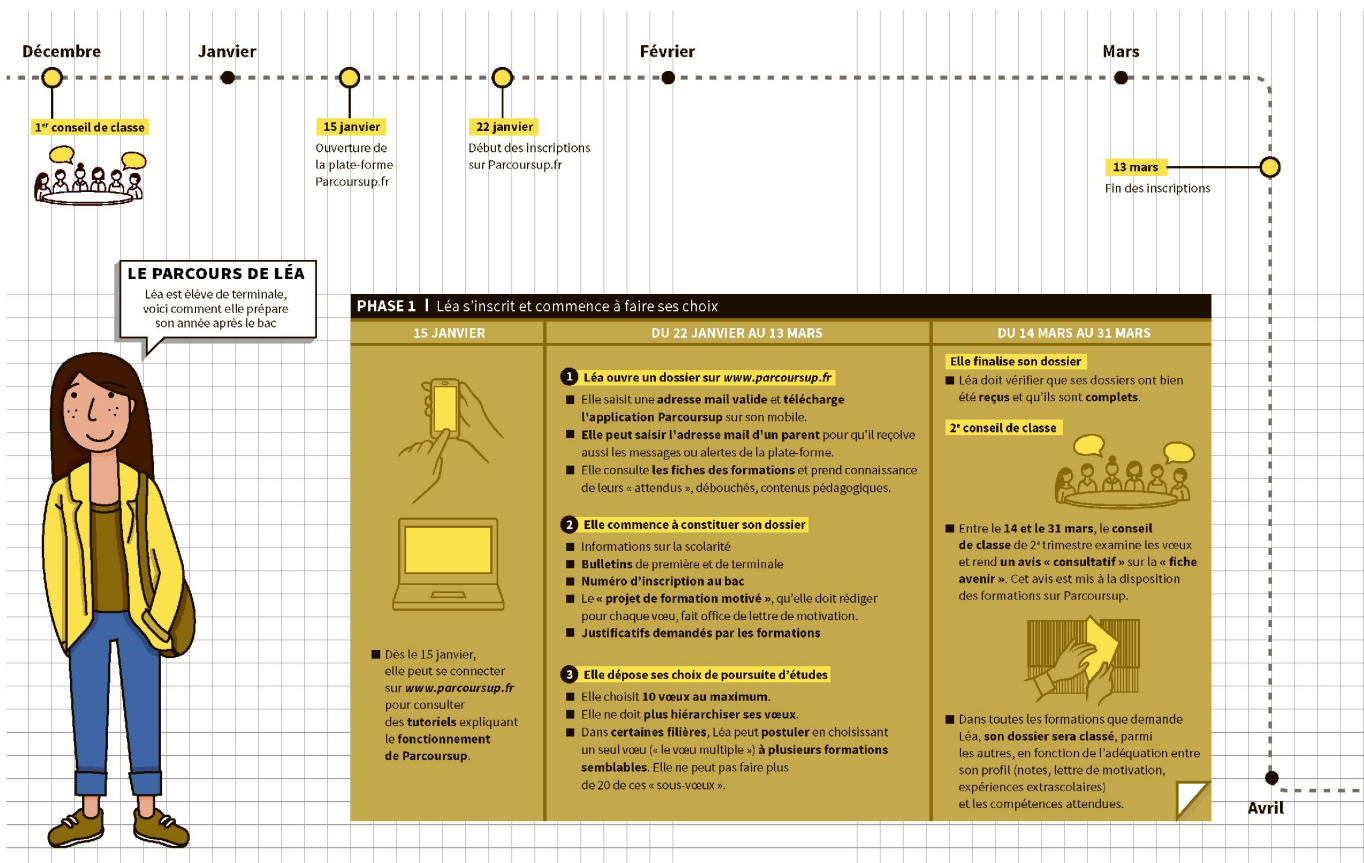 Décembre
Janvier
Février
Mars
1er conseil de classe
15 janvier
Ouverture de
la plate-forme
Parcoursup.fr
22 janvier
Début des inscriptions
sur Parcoursup.fr
13 mars
Fin des inscriptions
LE PARCOURS DE LÉA
Léa est élève de terminale,
voici comment elle prépare
son année après le bac
PHASE 1 | Léa s'inscrit et commence à faire ses choix
15 JANVIER
■ Dès le 15 janvier,
elle peut se connecter
sur www.parcoursup.fr
pour consulter
des tutoriels expliquant
le fonctionnement
de Parcoursup.
DU 22 JANVIER AU 13 MARS
1 Léa ouvre un dossier sur www.parcoursup.fr
■ Elle saisit une adresse mail valide et télécharge
l'application Parcoursup sur son mobile.
■ Elle peut saisir l'adresse mail d'un parent pour qu'il reçoive
aussi les messages ou alertes de la plate-forme.
■ Elle consulte les fiches des formations et prend connaissance
de leurs « attendus », débouchés, contenus pédagogiques.
2 Elle commence à constituer son dossier
■ Informations sur la scolarité
■ Bulletins de première et de terminale
■ Numéro d'inscription au bac
■ Le « projet de formation motivé », qu'elle doit rédiger
pour chaque vœu, fait office de lettre de motivation.
■ Justificatifs demandés par les formations
3 Elle dépose ses choix de poursuite d'études
■ Elle choisit 10 vœux au maximum.
■ Elle ne doit plus hiérarchiser ses vœux.
■ Dans certaines filières, Léa peut postuler en choisissant
un seul vœu (« le vœu multiple ») à plusieurs formations
semblables. Elle ne peut pas faire plus
de 20 de ces « sous-vœux ».
DU 14 MARS AU 31 MARS
Elle finalise son dossier
■ Léa doit vérifier que ses dossiers ont bien
été reçus et qu'ils sont complets.
2e conseil de classe
■ Entre le 14 et le 31 mars, le conseil
de classe de 2e trimestre examine les vœux
et rend un avis « consultatif » sur la « fiche
avenir ». Cet avis est mis à la disposition
des formations sur Parcoursup.
■ Dans toutes les formations que demande
Léa, son dossier sera classé, parmi
les autres, en fonction de l'adéquation entre
son profil (notes, lettre de motivation,
expériences extrascolaires)
et les compétences attendues.
Avril